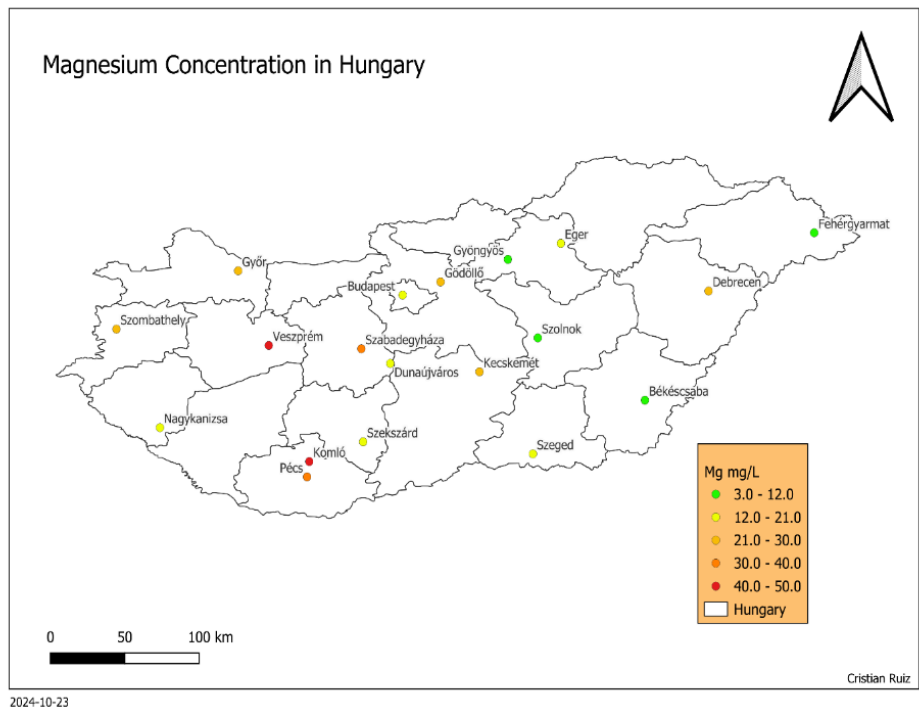 Magnesium Concentration in Hungary
Fehérgyarmat
Eger
Gyöngyös
Győr
Gödöllő
Budapest
Debrecen
Szombathely
Veszprém
Szabadegyháza
Szolnok
Dunaújváros
Kecskemét
Békéscsába
Nagykanizsa
Szekszárd
Szeged
Komló
Pécs
Mg mg/L
3.0 - 12.0
12.0 - 21.0
21.0 - 30.0
30.0 - 40.0
40.0 - 50.0
Hungary
0 50 100 km
Cristian Ruiz
2024-10-23